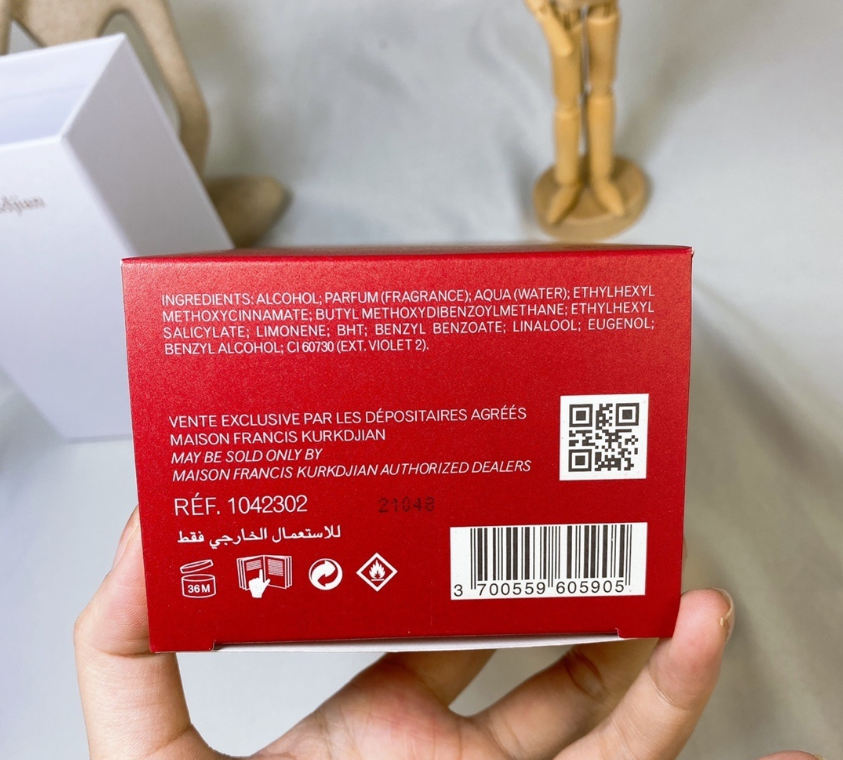 djian
INGREDIENTS: ALCOHOL; PARFUM (FRAGRANCE); AQUA (WATER); ETHYLHEXYL
METHOXYCINNAMATE; BUTYL METHOXYDIBENZOYLMETHANE; ETHYLHEXYL
SALICYLATE; LIMONENE; BHT; BENZYL BENZOATE; LINALOOL; EUGENOL;
BENZYL ALCOHOL; CI 60730 (EXT. VIOLET 2).
VENTE EXCLUSIVE PAR LES DÉPOSITAIRES AGRÉÉS
MAISON FRANCIS KURKDJIAN
MAY BE SOLD ONLY BY
MAISON FRANCIS KURKDJIAN AUTHORIZED DEALERS
RÉF. 1042302
21048
للاستعمال الخارجي فقط
36M
3 700559 605905